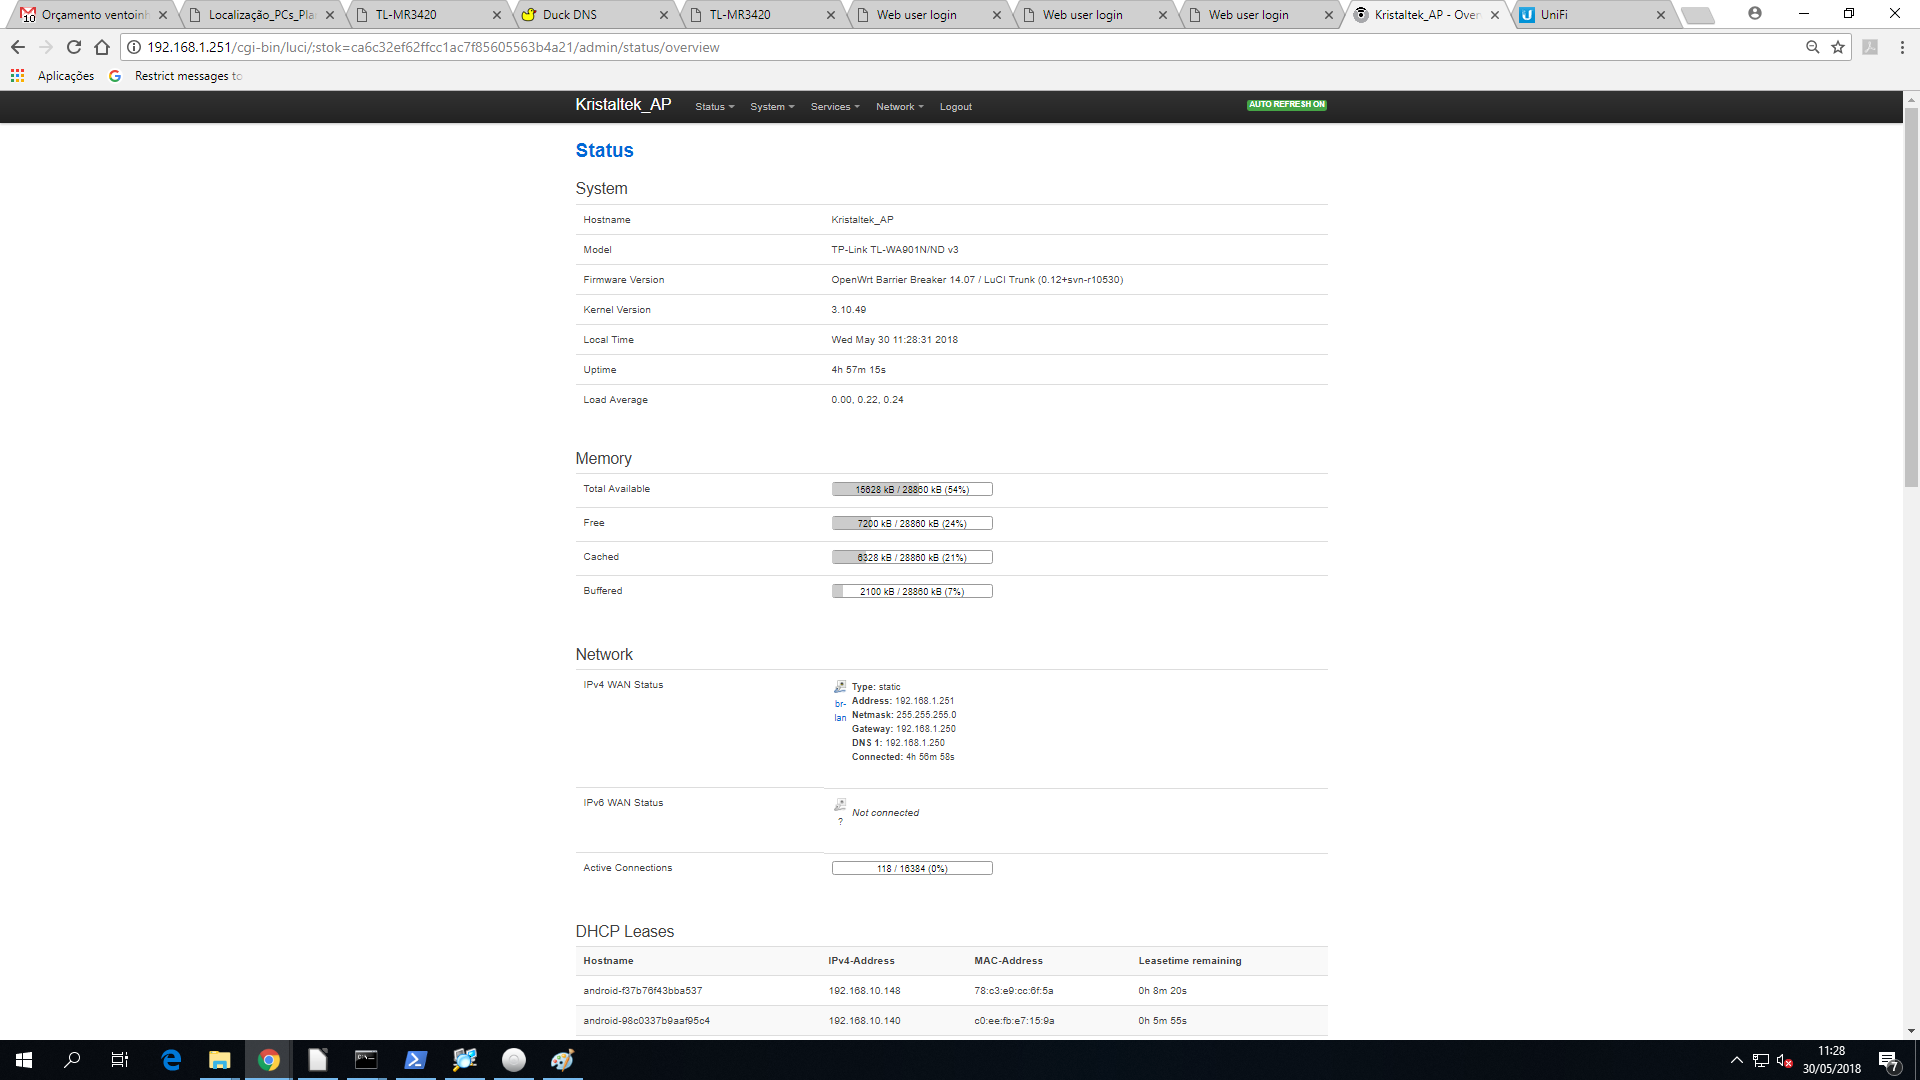 Orçamento ventoinh
Localização_PCs_Pla
TL-MR3420
Duck DNS
TL-MR3420
Web user login
Web user login
Web user login
Kristaltek_AP - Over
UniFi
192.168.1.251/cgi-bin/luci/;stok=ca6c32ef62ffcc1ac7f85605563b4a21/admin/status/overview
Aplicações
Restrict messages to
Kristaltek_AP
Status
System
Services
Network
Logout
AUTO REFRESH ON
Status
System
Hostname Kristaltek_AP
Model TP-Link TL-WA901N/ND v3
Firmware Version OpenWrt Barrier Breaker 14.07 / LuCI Trunk (0.12+svn-r10530)
Kernel Version 3.10.49
Local Time Wed May 30 11:28:31 2018
Uptime 4h 57m 15s
Load Average 0.00, 0.22, 0.24
Memory
Total Available 15628 kB / 28860 kB (54%)
Free 7200 kB / 28860 kB (24%)
Cached 6328 kB / 28860 kB (21%)
Buffered 2100 kB / 28860 kB (7%)
Network
IPv4 WAN Status
br-lan
Type: static
Address: 192.168.1.251
Netmask: 255.255.255.0
Gateway: 192.168.1.250
DNS 1: 192.168.1.250
Connected: 4h 56m 58s
IPv6 WAN Status
?
Not connected
Active Connections 118 / 16384 (0%)
DHCP Leases
Hostname IPv4-Address MAC-Address Leasetime remaining
android-f37b76f43bba537 192.168.10.148 78:c3:e9:cc:6f:5a 0h 8m 20s
android-98c0337b9aaf95c4 192.168.10.140 c0:ee:fb:e7:15:9a 0h 5m 55s
11:28
30/05/2018
7